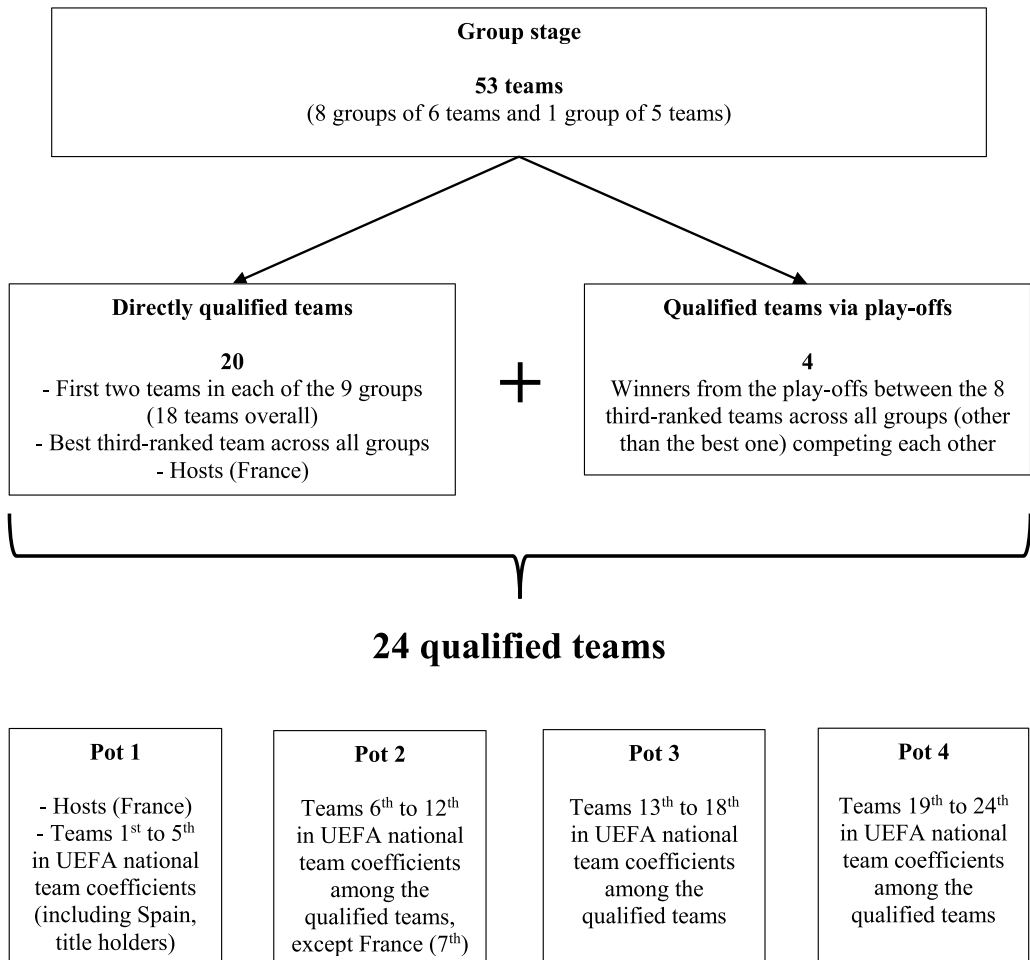 Group stage
53 teams
(8 groups of 6 teams and 1 group of 5 teams)
Directly qualified teams
20
- First two teams in each of the 9 groups
(18 teams overall)
- Best third-ranked team across all groups
- Hosts (France)
+
Qualified teams via play-offs
4
Winners from the play-offs between the 8
third-ranked teams across all groups (other
than the best one) competing each other
24 qualified teams
Pot 1
- Hosts (France)
- Teams 1st to 5th
in UEFA national
team coefficients
(including Spain,
title holders)
Pot 2
Teams 6th to 12th
in UEFA national
team coefficients
among the
qualified teams,
except France (7th)
Pot 3
Teams 13th to 18th
in UEFA national
team coefficients
among the
qualified teams
Pot 4
Teams 19th to 24th
in UEFA national
team coefficients
among the
qualified teams